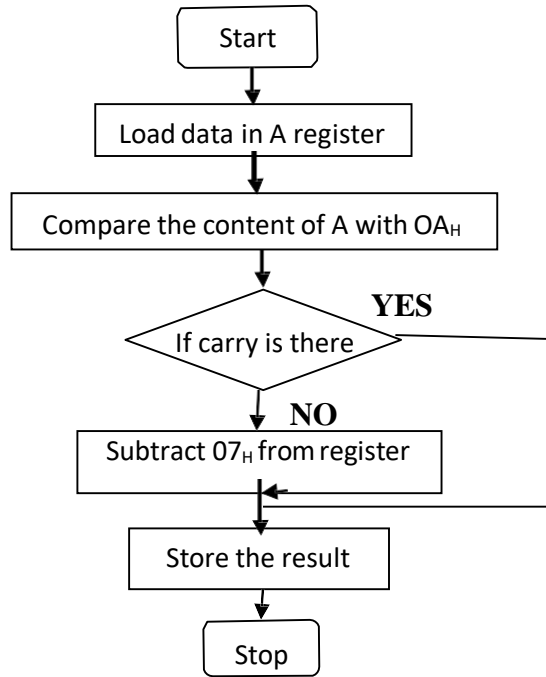 Start
Load data in A register
Compare the content of A with OAH
YES
If carry is there
NO
Subtract 07H from register
Store the result
Stop